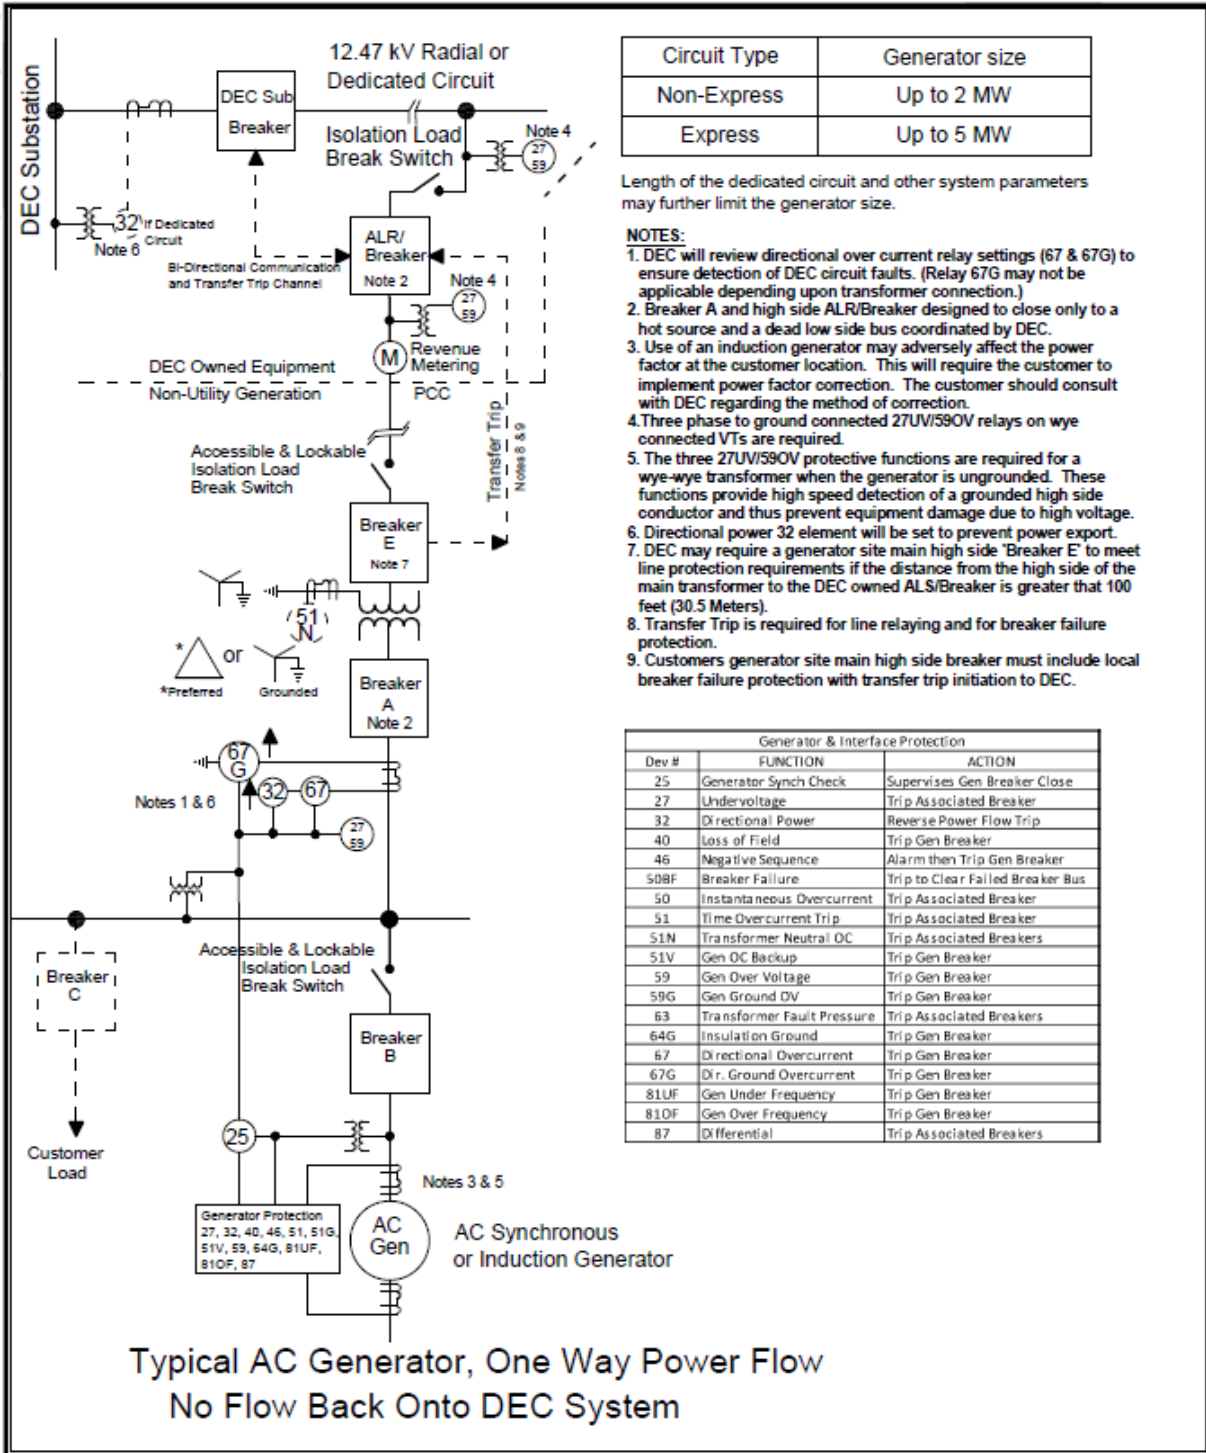 12.47 kV Radial or
Dedicated Circuit
DEC Substation
DEC Sub
Breaker
Isolation Load
Break Switch
Note 4
27
59
32
If Dedicated
Circuit
Note 6
Bi-Directional Communication
and Transfer Trip Channel
ALR/
Breaker
Note 2
Note 4
27
59
M
Revenue
Metering
DEC Owned Equipment
Non-Utility Generation
PCC
Accessible & Lockable
Isolation Load
Break Switch
Transfer Trip
Notes 8 & 9
Breaker
E
Note 7
51
N
*
or
*Preferred
Grounded
Breaker
A
Note 2
67
G
32
67
Notes 1 & 6
27
59
Accessible & Lockable
Isolation Load
Break Switch
Breaker
C
Breaker
B
Customer
Load
25
Notes 3 & 5
Generator Protection
27, 32, 40, 46, 51, 51G,
51V, 59, 64G, 81UF,
81OF, 87
AC
Gen
AC Synchronous
or Induction Generator
Circuit Type Generator size
Non-Express Up to 2 MW
Express Up to 5 MW
Length of the dedicated circuit and other system parameters
may further limit the generator size.
NOTES:
1. DEC will review directional over current relay settings (67 & 67G) to
ensure detection of DEC circuit faults. (Relay 67G may not be
applicable depending upon transformer connection.)
2. Breaker A and high side ALR/Breaker designed to close only to a
hot source and a dead low side bus coordinated by DEC.
3. Use of an induction generator may adversely affect the power
factor at the customer location. This will require the customer to
implement power factor correction. The customer should consult
with DEC regarding the method of correction.
4.Three phase to ground connected 27UV/59OV relays on wye
connected VTs are required.
5. The three 27UV/59OV protective functions are required for a
wye-wye transformer when the generator is ungrounded. These
functions provide high speed detection of a grounded high side
conductor and thus prevent equipment damage due to high voltage.
6. Directional power 32 element will be set to prevent power export.
7. DEC may require a generator site main high side "Breaker E" to meet
line protection requirements if the distance from the high side of the
main transformer to the DEC owned ALS/Breaker is greater that 100
feet (30.5 Meters).
8. Transfer Trip is required for line relaying and for breaker failure
protection.
9. Customers generator site main high side breaker must include local
breaker failure protection with transfer trip initiation to DEC.
Generator & Interface Protection
Dev # FUNCTION ACTION
25 Generator Synch Check Supervises Gen Breaker Close
27 Undervoltage Trip Associated Breaker
32 Directional Power Reverse Power Flow Trip
40 Loss of Field Trip Gen Breaker
46 Negative Sequence Alarm then Trip Gen Breaker
50BF Breaker Failure Trip to Clear Failed Breaker Bus
50 Instantaneous Overcurrent Trip Associated Breaker
51 Time Overcurrent Trip Trip Associated Breaker
51N Transformer Neutral OC Trip Associated Breakers
51V Gen OC Backup Trip Gen Breaker
59 Gen Over Voltage Trip Gen Breaker
59G Gen Ground OV Trip Gen Breaker
63 Transformer Fault Pressure Trip Associated Breakers
64G Insulation Ground Trip Gen Breaker
67 Directional Overcurrent Trip Gen Breaker
67G Dir. Ground Overcurrent Trip Gen Breaker
81UF Gen Under Frequency Trip Gen Breaker
81OF Gen Over Frequency Trip Gen Breaker
87 Differential Trip Associated Breakers
Typical AC Generator, One Way Power Flow
No Flow Back Onto DEC System